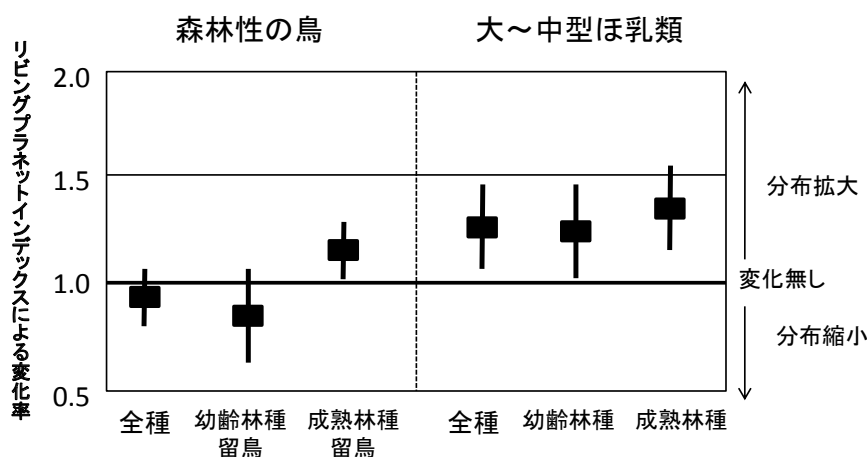 森林性の鳥
大～中型ほ乳類
リビングプラネットインデックスによる変化率
2.0
1.5
1.0
0.5
分布拡大
変化無し
分布縮小
全種
幼齢林種
留鳥
成熟林種
留鳥
全種
幼齢林種
成熟林種